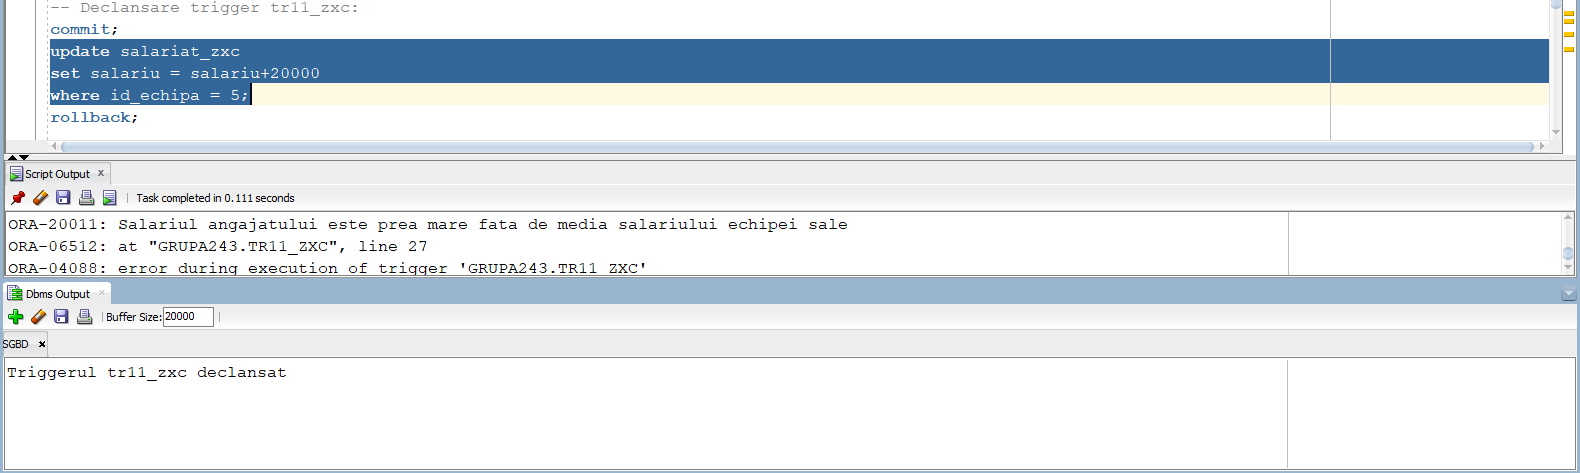 -- Declansare trigger tr11_zxc:
commit;
update salariat_zxc
set salariu = salariu+20000
where id_echipa = 5;
rollback;
Script Output x
Task completed in 0.111 seconds
ORA-20011: Salariul angajatului este prea mare fata de media salariului echipei sale
ORA-06512: at "GRUPA243.TR11_ZXC", line 27
ORA-04088: error during execution of trigger 'GRUPA243.TR11_ZXC'
Dbms Output x
Buffer Size: 20000
SGBD x
Triggerul tr11_zxc declansat